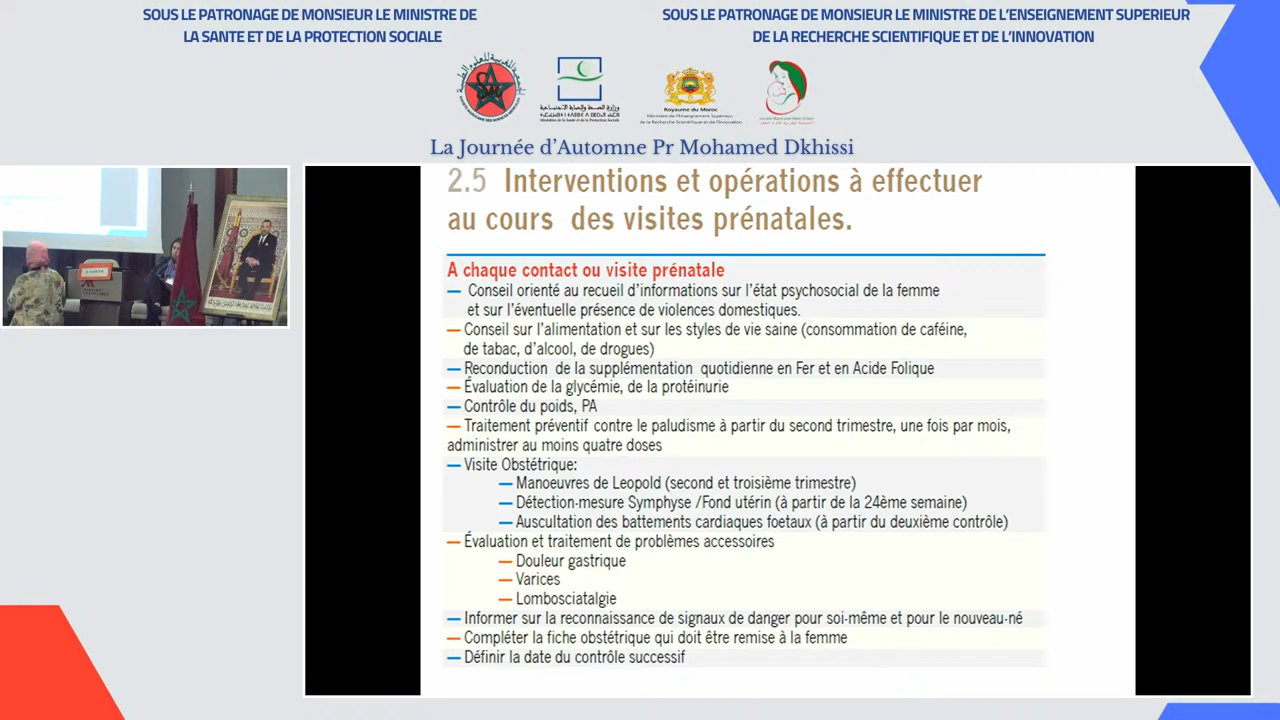 SOUS LE PATRONAGE DE MONSIEUR LE MINISTRE DE
LA SANTE ET DE LA PROTECTION SOCIALE
SOUS LE PATRONAGE DE MONSIEUR LE MINISTRE DE L'ENSEIGNEMENT SUPERIEUR
DE LA RECHERCHE SCIENTIFIQUE ET DE L'INNOVATION
Royaume du Maroc
La Journée d'Automne Pr Mohamed Dkhissi
2.5 Interventions et opérations à effectuer
au cours des visites prénatales.
A chaque contact ou visite prénatale
— Conseil orienté au recueil d'informations sur l'état psychosocial de la femme
et sur l'éventuelle présence de violences domestiques.
— Conseil sur l'alimentation et sur les styles de vie saine (consommation de caféine,
de tabac, d'alcool, de drogues)
— Reconduction de la supplémentation quotidienne en Fer et en Acide Folique
— Évaluation de la glycémie, de la protéinurie
— Contrôle du poids, PA
— Traitement préventif contre le paludisme à partir du second trimestre, une fois par mois,
administrer au moins quatre doses
— Visite Obstétrique:
— Manoeuvres de Leopold (second et troisième trimestre)
— Détection-mesure Symphyse /Fond utérin (à partir de la 24ème semaine)
— Auscultation des battements cardiaques foetaux (à partir du deuxième contrôle)
— Évaluation et traitement de problèmes accessoires
— Douleur gastrique
— Varices
— Lombosciatalgie
— Informer sur la reconnaissance de signaux de danger pour soi-même et pour le nouveau-né
— Compléter la fiche obstétrique qui doit être remise à la femme
— Définir la date du contrôle successif